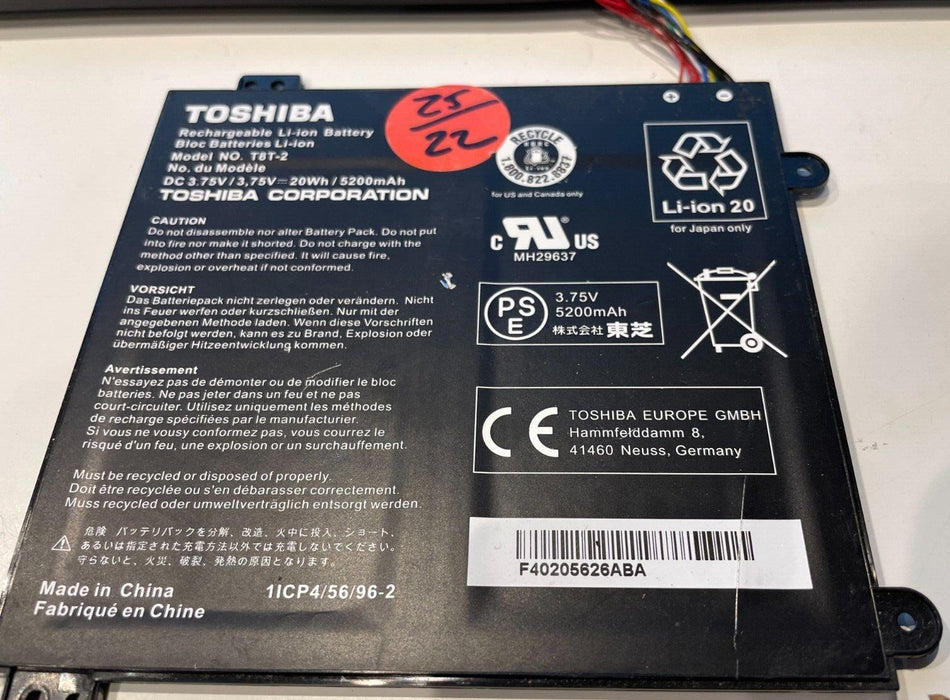 TOSHIBA
Rechargeable Li-ion Battery
Bloc Batteries Li-ion
Model NO. T8T-2
No. du Modèle
DC 3.75V / 3,75V⎓20Wh / 5200mAh
TOSHIBA CORPORATION
25/22
RECYCLE
1.800.822.8837
for US and Canada only
Li-ion 20
for Japan only
CAUTION
Do not disassemble nor alter Battery Pack. Do not put
into fire nor make it shorted. Do not charge with the
method other than specified. It will cause fire,
explosion or overheat if not conformed.
C RU® US
MH29637
VORSICHT
Das Batteriepack nicht zerlegen oder verändern. Nicht
ins Feuer werfen oder kurzschließen. Nur mit der
angegebenen Methode laden. Wenn diese Vorschriften
nicht befolgt werden, kann es zu Brand, Explosion oder
übermäßiger Hitzeentwicklung kommen.
PSE
3.75V
5200mAh
株式会社 東芝
Avertissement
N'essayez pas de démonter ou de modifier le bloc
batteries. Ne pas jeter dans un feu et ne pas
court-circuiter. Utilisez uniquement les méthodes
de recharge spécifiées par le manufacturier.
Si vous ne vousy conformez pas, vous courrez le
risqué d'un feu, une explosion or un surchauffement.
CE
TOSHIBA EUROPE GMBH
Hammfelddamm 8,
41460 Neuss, Germany
Must be recycled or disposed of properly.
Doit être recyclée ou s'en débarasser correctement.
Muss recycled oder umweltverträglich entsorgt werden.
危険 バッテリパックを分解、改造、火中に投入、ショート、
あるいは指定された充電方法以外では充電しないでください。
守らないと、火災、破裂、発熱の原因となります。
F40205626ABA
Made in China
Fabriqué en Chine
1ICP4/56/96-2